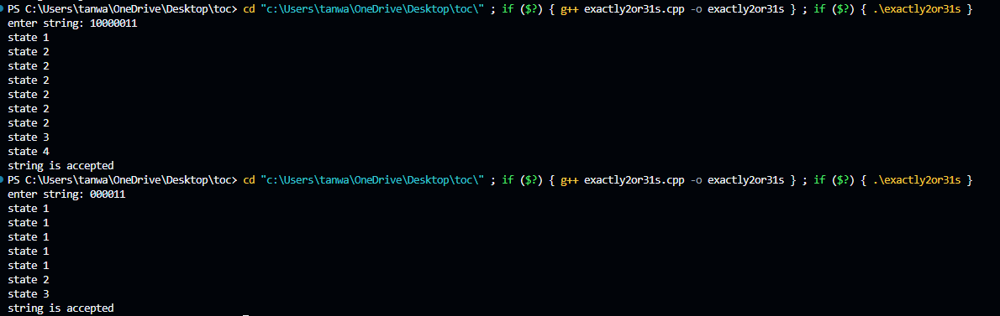 PS C:\Users\tanwa\OneDrive\Desktop\toc> cd "c:\Users\tanwa\OneDrive\Desktop\toc\" ; if ($?) { g++ exactly2or31s.cpp -o exactly2or31s } ; if ($?) { .\exactly2or31s }
enter string: 10000011
state 1
state 2
state 2
state 2
state 2
state 2
state 2
state 3
state 4
string is accepted
PS C:\Users\tanwa\OneDrive\Desktop\toc> cd "c:\Users\tanwa\OneDrive\Desktop\toc\" ; if ($?) { g++ exactly2or31s.cpp -o exactly2or31s } ; if ($?) { .\exactly2or31s }
enter string: 000011
state 1
state 1
state 1
state 1
state 1
state 2
state 3
string is accepted